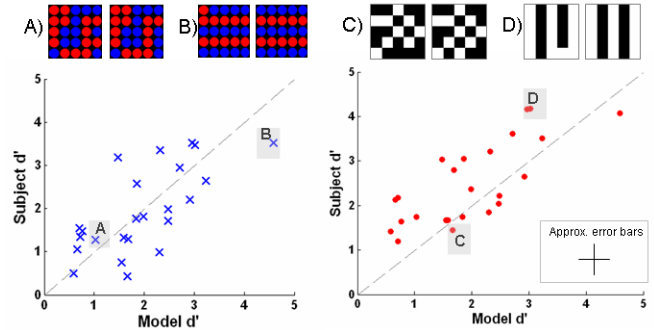 A) B) C) D)
5
4
3
2
1
0
Subject d'
0 1 2 3 4 5
Model d'
A
B
5
4
3
2
1
0
Subject d'
0 1 2 3 4 5
Model d'
D
C
Approx. error bars